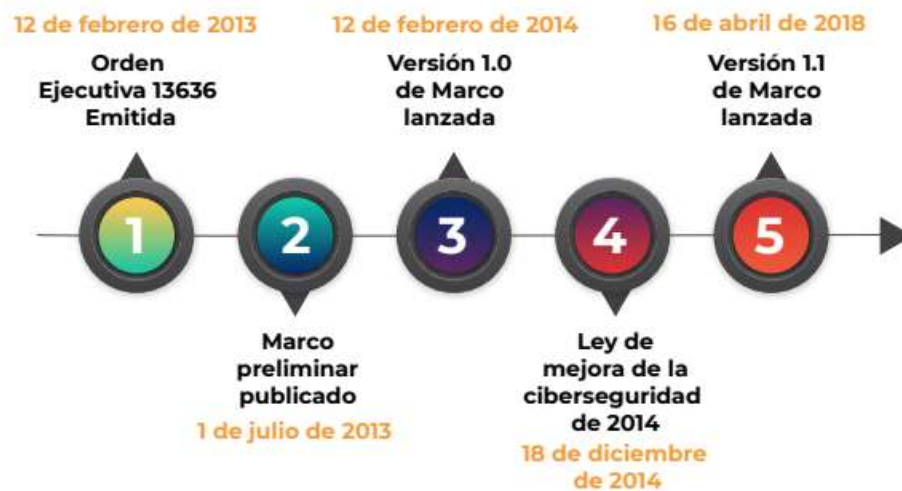 12 de febrero de 2013
Orden
Ejecutiva 13636
Emitida
1
2
Marco
preliminar
publicado
1 de julio de 2013
12 de febrero de 2014
Versión 1.0
de Marco
lanzada
3
4
Ley de
mejora de la
ciberseguridad
de 2014
18 de diciembre
de 2014
16 de abril de 2018
Versión 1.1
de Marco
lanzada
5